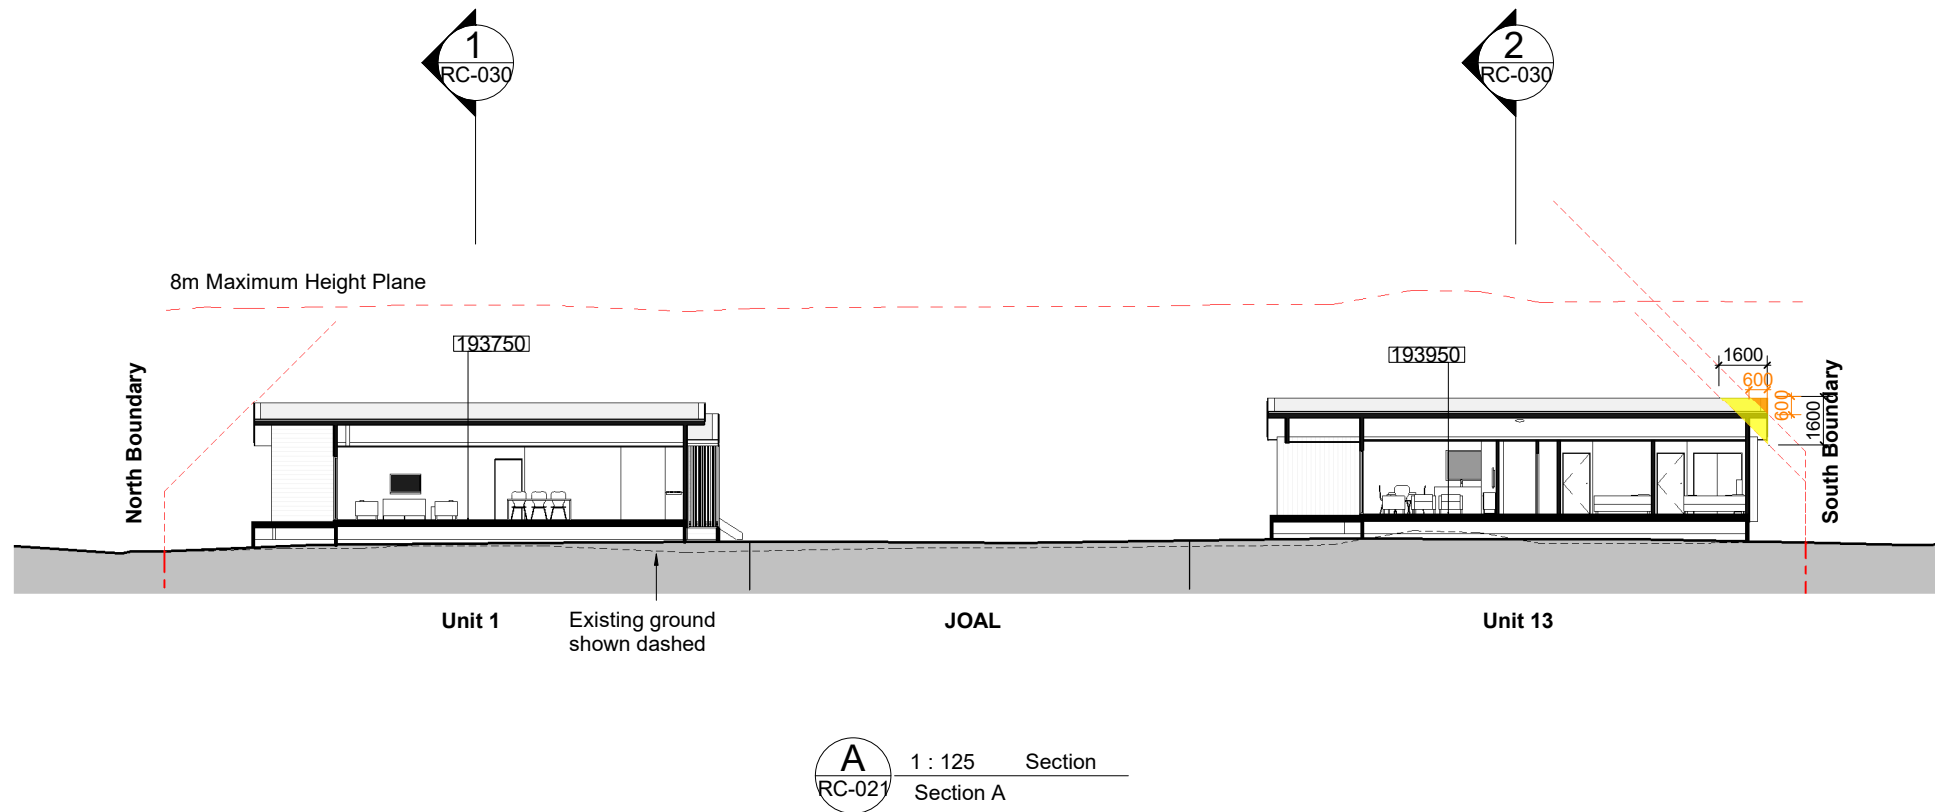 1
RC-030
2
RC-030
8m Maximum Height Plane
193750
193950
1600
600
600
1600
North Boundary
South Boundary
Unit 1
Existing ground
shown dashed
JOAL
Unit 13
A
RC-021
1 : 125 Section
Section A